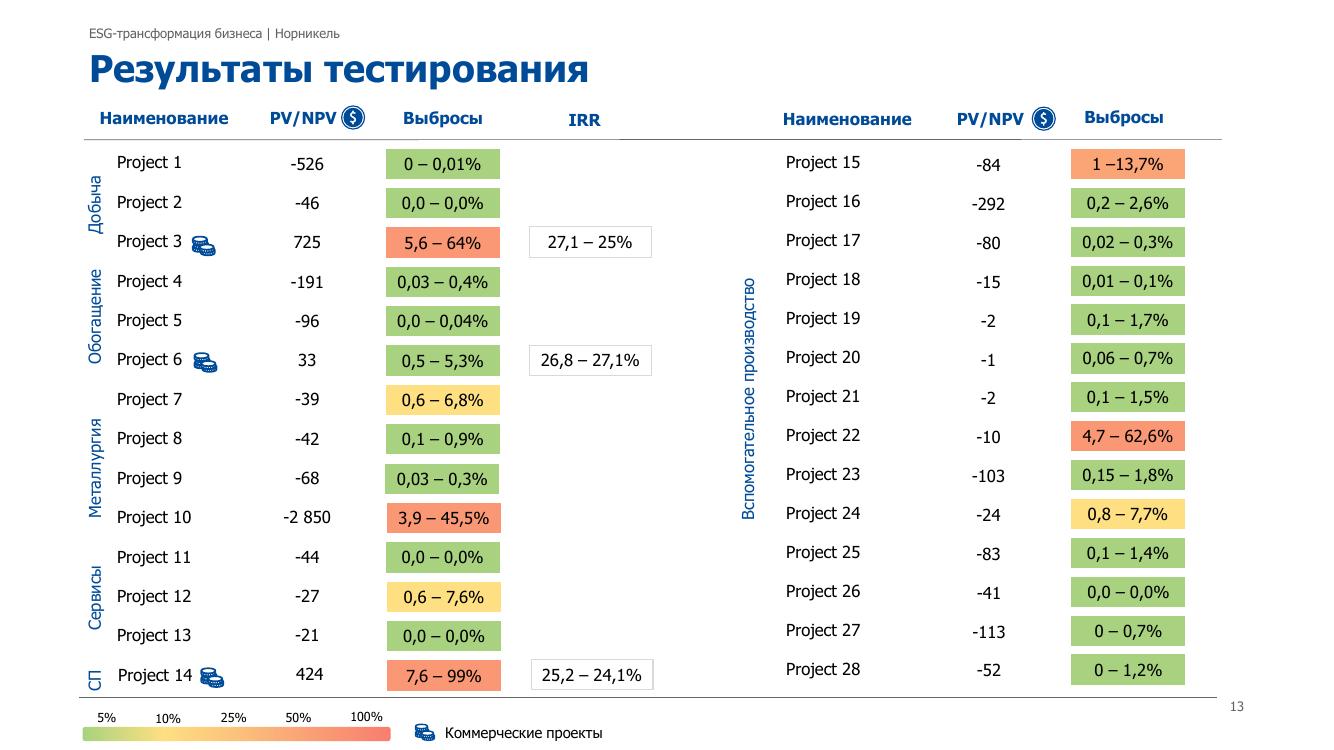 ESG-трансформация бизнеса | Норникель
Результаты тестирования
Наименование PV/NPV $ Выбросы IRR
Добыча
Project 1 -526 0 – 0,01%
Project 2 -46 0,0 – 0,0%
Project 3 725 5,6 – 64% 27,1 – 25%
Обогащение
Project 4 -191 0,03 – 0,4%
Project 5 -96 0,0 – 0,04%
Project 6 33 0,5 – 5,3% 26,8 – 27,1%
Металлургия
Project 7 -39 0,6 – 6,8%
Project 8 -42 0,1 – 0,9%
Project 9 -68 0,03 – 0,3%
Project 10 -2 850 3,9 – 45,5%
Сервисы
Project 11 -44 0,0 – 0,0%
Project 12 -27 0,6 – 7,6%
Project 13 -21 0,0 – 0,0%
СП
Project 14 424 7,6 – 99% 25,2 – 24,1%
Наименование PV/NPV $ Выбросы
Вспомогательное производство
Project 15 -84 1 –13,7%
Project 16 -292 0,2 – 2,6%
Project 17 -80 0,02 – 0,3%
Project 18 -15 0,01 – 0,1%
Project 19 -2 0,1 – 1,7%
Project 20 -1 0,06 – 0,7%
Project 21 -2 0,1 – 1,5%
Project 22 -10 4,7 – 62,6%
Project 23 -103 0,15 – 1,8%
Project 24 -24 0,8 – 7,7%
Project 25 -83 0,1 – 1,4%
Project 26 -41 0,0 – 0,0%
Project 27 -113 0 – 0,7%
Project 28 -52 0 – 1,2%
13
5% 10% 25% 50% 100%
Коммерческие проекты